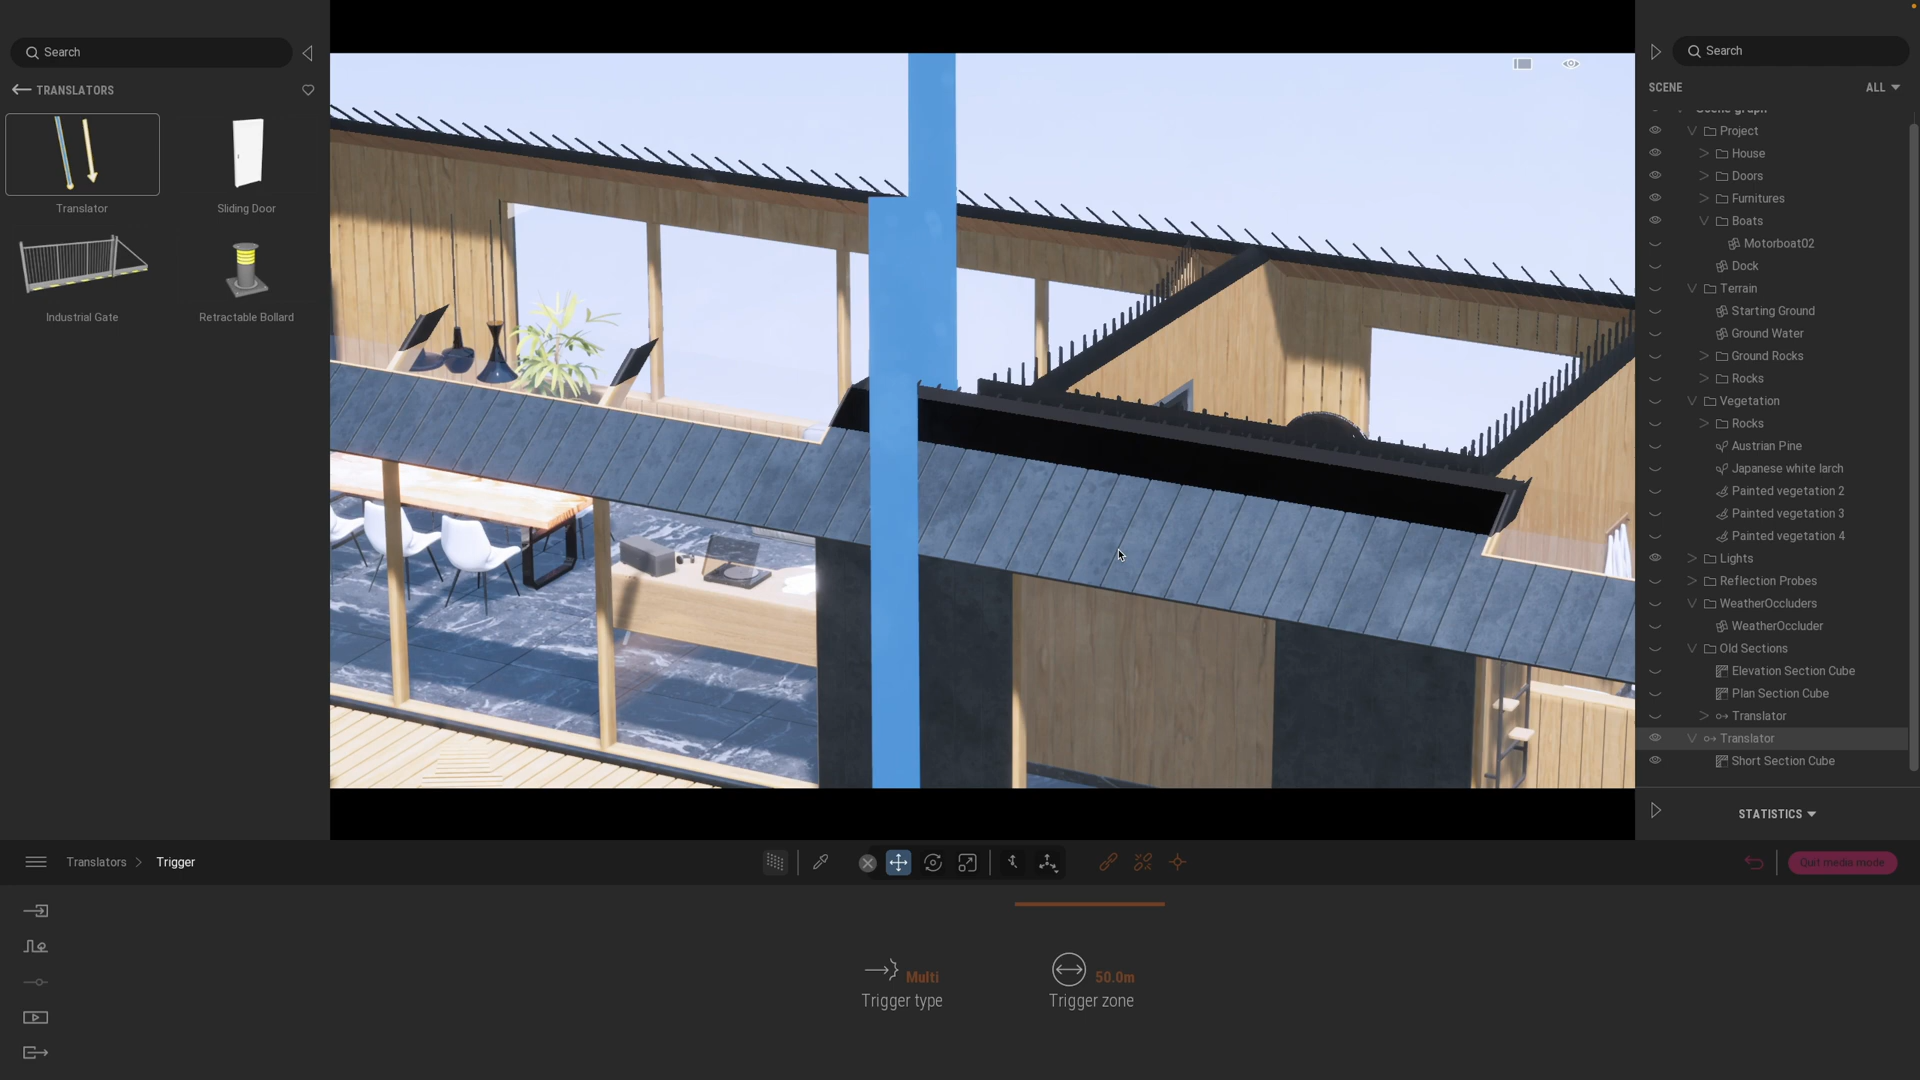 Search
TRANSLATORS
Translator
Sliding Door
Industrial Gate
Retractable Bollard
Search
SCENE
ALL
Scene graph
Project
House
Doors
Furnitures
Boats
Motorboat02
Dock
Terrain
Starting Ground
Ground Water
Ground Rocks
Rocks
Vegetation
Rocks
Austrian Pine
Japanese white larch
Painted vegetation 2
Painted vegetation 3
Painted vegetation 4
Lights
Reflection Probes
WeatherOccluders
WeatherOccluder
Old Sections
Elevation Section Cube
Plan Section Cube
Translator
Translator
Short Section Cube
STATISTICS
Translators > Trigger
Quit media mode
Multi
Trigger type
50.0m
Trigger zone